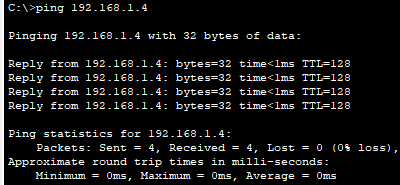 C:\>ping 192.168.1.4
Pinging 192.168.1.4 with 32 bytes of data:
Reply from 192.168.1.4: bytes=32 time<1ms TTL=128
Reply from 192.168.1.4: bytes=32 time<1ms TTL=128
Reply from 192.168.1.4: bytes=32 time<1ms TTL=128
Reply from 192.168.1.4: bytes=32 time<1ms TTL=128
Ping statistics for 192.168.1.4:
    Packets: Sent = 4, Received = 4, Lost = 0 (0% loss),
Approximate round trip times in milli-seconds:
    Minimum = 0ms, Maximum = 0ms, Average = 0ms